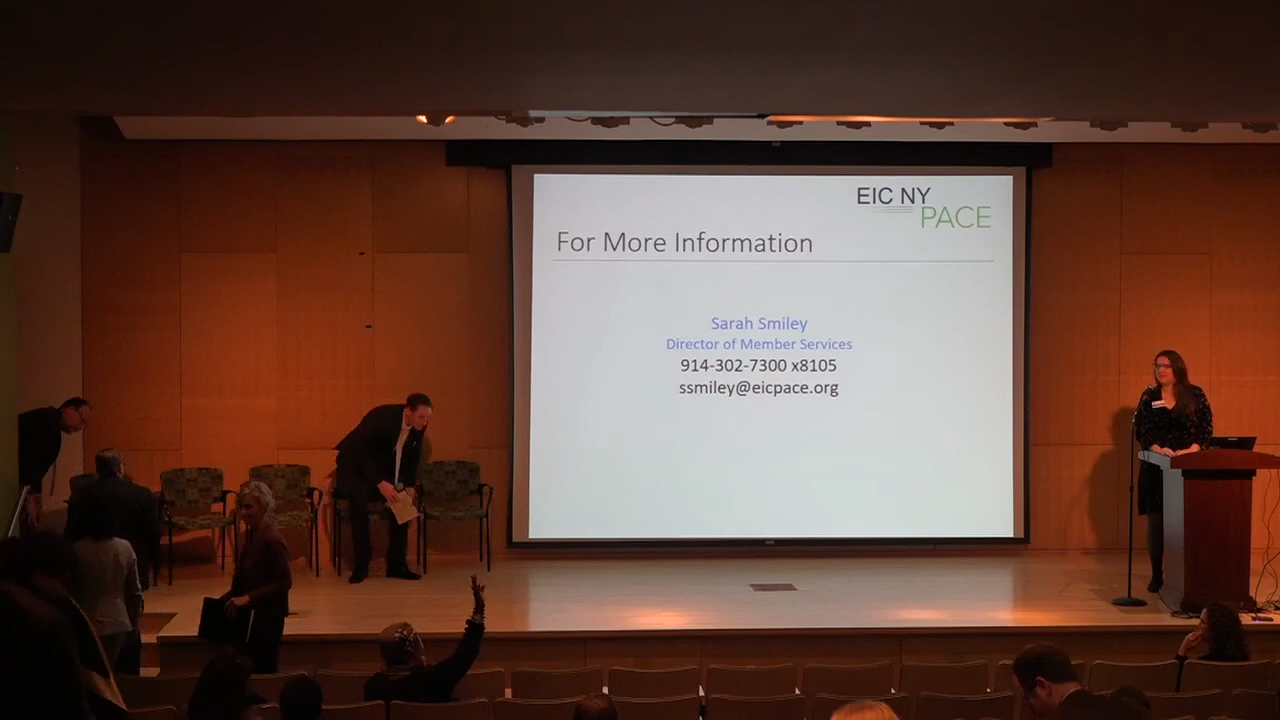 EIC NY
PACE
For More Information
Sarah Smiley
Director of Member Services
914-302-7300 x8105
ssmiley@eicpace.org